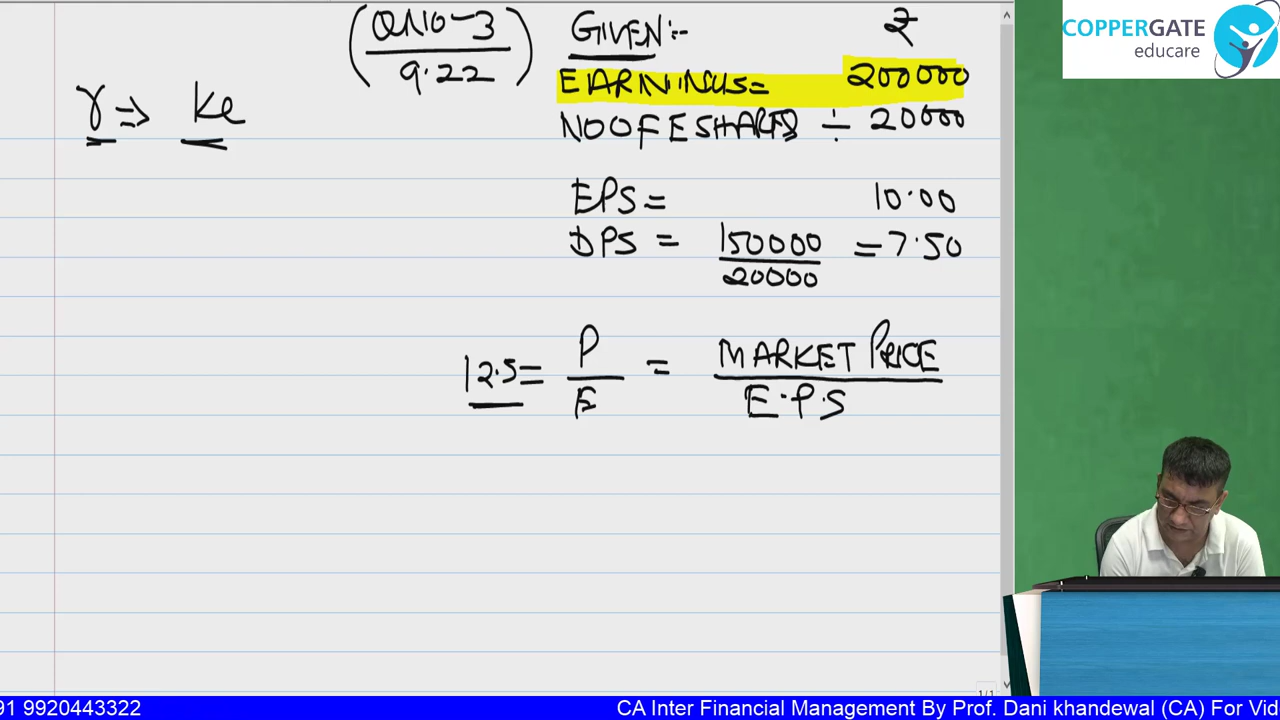 (QNO-3 / 9.22) GIVEN:- ₹
EARNINGS= 200000
r ⇒ Ke
NO OF E SHARES ÷ 20000
EPS = 10.00
DPS = 150000 / 20000 = 7.50
12.5 = P / E = MARKET PRICE / E.P.S
COPPERGATE
educare
1/1
91 9920443322 CA Inter Financial Management By Prof. Dani khandewal (CA) For Vid